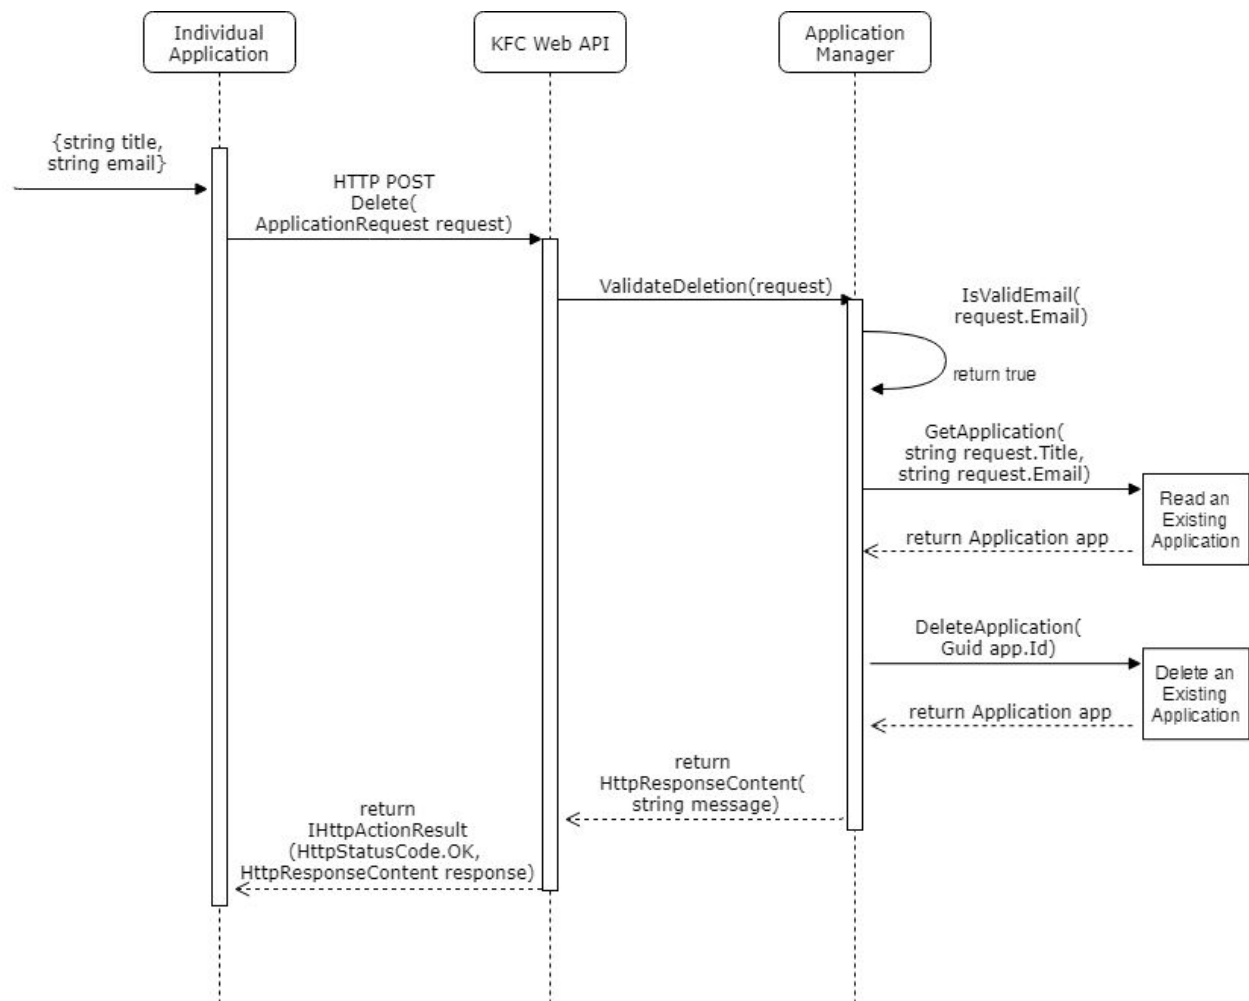 Individual
Application
KFC Web API
Application
Manager
{string title,
string email}
HTTP POST
Delete(
ApplicationRequest request)
ValidateDeletion(request)
IsValidEmail(
request.Email)
return true
GetApplication(
string request.Title,
string request.Email)
Read an
Existing
Application
return Application app
DeleteApplication(
Guid app.Id)
Delete an
Existing
Application
return Application app
return
HttpResponseContent(
string message)
return
IHttpActionResult
(HttpStatusCode.OK,
HttpResponseContent response)